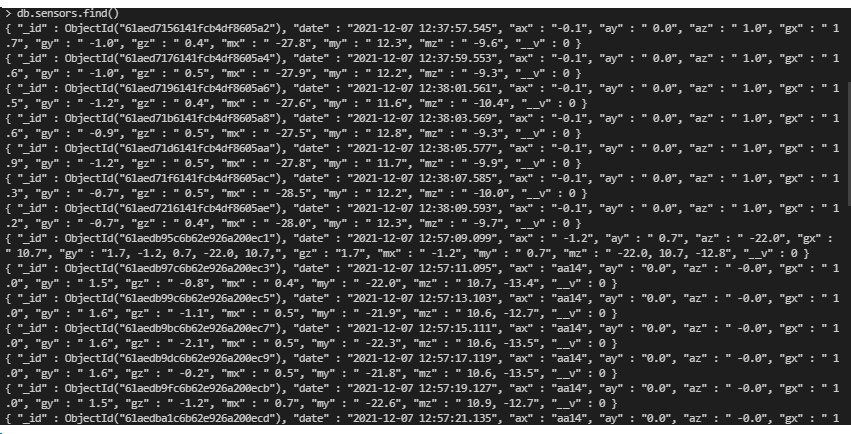 > db.sensors.find()
{ "_id" : ObjectId("61aed7156141fcb4df8605a2"), "date" : "2021-12-07 12:37:57.545", "ax" : "-0.1", "ay" : " 0.0", "az" : " 1.0", "gx" : " 1
.7", "gy" : " -1.0", "gz" : " 0.4", "mx" : " -27.8", "my" : " 12.3", "mz" : " -9.6", "__v" : 0 }
{ "_id" : ObjectId("61aed7176141fcb4df8605a4"), "date" : "2021-12-07 12:37:59.553", "ax" : "-0.1", "ay" : " 0.0", "az" : " 1.0", "gx" : " 1
.6", "gy" : " -1.0", "gz" : " 0.5", "mx" : " -27.9", "my" : " 12.2", "mz" : " -9.3", "__v" : 0 }
{ "_id" : ObjectId("61aed7196141fcb4df8605a6"), "date" : "2021-12-07 12:38:01.561", "ax" : "-0.1", "ay" : " 0.0", "az" : " 1.0", "gx" : " 1
.5", "gy" : " -1.2", "gz" : " 0.4", "mx" : " -27.6", "my" : " 11.6", "mz" : " -10.4", "__v" : 0 }
{ "_id" : ObjectId("61aed71b6141fcb4df8605a8"), "date" : "2021-12-07 12:38:03.569", "ax" : "-0.1", "ay" : " 0.0", "az" : " 1.0", "gx" : " 1
.6", "gy" : " -0.9", "gz" : " 0.5", "mx" : " -27.5", "my" : " 12.8", "mz" : " -9.3", "__v" : 0 }
{ "_id" : ObjectId("61aed71d6141fcb4df8605aa"), "date" : "2021-12-07 12:38:05.577", "ax" : "-0.1", "ay" : " 0.0", "az" : " 1.0", "gx" : " 1
.9", "gy" : " -1.2", "gz" : " 0.5", "mx" : " -27.8", "my" : " 11.7", "mz" : " -9.9", "__v" : 0 }
{ "_id" : ObjectId("61aed71f6141fcb4df8605ac"), "date" : "2021-12-07 12:38:07.585", "ax" : "-0.1", "ay" : " 0.0", "az" : " 1.0", "gx" : " 1
.3", "gy" : " -0.7", "gz" : " 0.5", "mx" : " -28.5", "my" : " 12.2", "mz" : " -10.0", "__v" : 0 }
{ "_id" : ObjectId("61aed7216141fcb4df8605ae"), "date" : "2021-12-07 12:38:09.593", "ax" : "-0.1", "ay" : " 0.0", "az" : " 1.0", "gx" : " 1
.2", "gy" : " -0.7", "gz" : " 0.4", "mx" : " -28.0", "my" : " 12.3", "mz" : " -9.7", "__v" : 0 }
{ "_id" : ObjectId("61aedb95c6b62e926a200ec1"), "date" : "2021-12-07 12:57:09.099", "ax" : " -1.2", "ay" : " 0.7", "az" : " -22.0", "gx" :
" 10.7", "gy" : "1.7, -1.2, 0.7, -22.0, 10.7,", "gz" : "1.7", "mx" : " -1.2", "my" : " 0.7", "mz" : " -22.0, 10.7, -12.8", "__v" : 0 }
{ "_id" : ObjectId("61aedb97c6b62e926a200ec3"), "date" : "2021-12-07 12:57:11.095", "ax" : "aa14", "ay" : "0.0", "az" : " -0.0", "gx" : " 1
.0", "gy" : " 1.5", "gz" : " -0.8", "mx" : " 0.4", "my" : " -22.0", "mz" : " 10.7, -13.4", "__v" : 0 }
{ "_id" : ObjectId("61aedb99c6b62e926a200ec5"), "date" : "2021-12-07 12:57:13.103", "ax" : "aa14", "ay" : "0.0", "az" : " -0.0", "gx" : " 1
.0", "gy" : " 1.6", "gz" : " -1.1", "mx" : " 0.5", "my" : " -21.9", "mz" : " 10.6, -12.7", "__v" : 0 }
{ "_id" : ObjectId("61aedb9bc6b62e926a200ec7"), "date" : "2021-12-07 12:57:15.111", "ax" : "aa14", "ay" : "0.0", "az" : " -0.0", "gx" : " 1
.0", "gy" : " 1.6", "gz" : " -2.1", "mx" : " 0.5", "my" : " -22.3", "mz" : " 10.6, -13.5", "__v" : 0 }
{ "_id" : ObjectId("61aedb9dc6b62e926a200ec9"), "date" : "2021-12-07 12:57:17.119", "ax" : "aa14", "ay" : "0.0", "az" : " -0.0", "gx" : " 1
.0", "gy" : " 1.6", "gz" : " -0.2", "mx" : " 0.5", "my" : " -21.8", "mz" : " 10.6, -13.5", "__v" : 0 }
{ "_id" : ObjectId("61aedb9fc6b62e926a200ecb"), "date" : "2021-12-07 12:57:19.127", "ax" : "aa14", "ay" : "0.0", "az" : " -0.0", "gx" : " 1
.0", "gy" : " 1.5", "gz" : " -1.2", "mx" : " 0.7", "my" : " -22.6", "mz" : " 10.9, -12.7", "__v" : 0 }
{ "_id" : ObjectId("61aedba1c6b62e926a200ecd"), "date" : "2021-12-07 12:57:21.135", "ax" : "aa14", "ay" : "0.0", "az" : " -0.0", "gx" : " 1